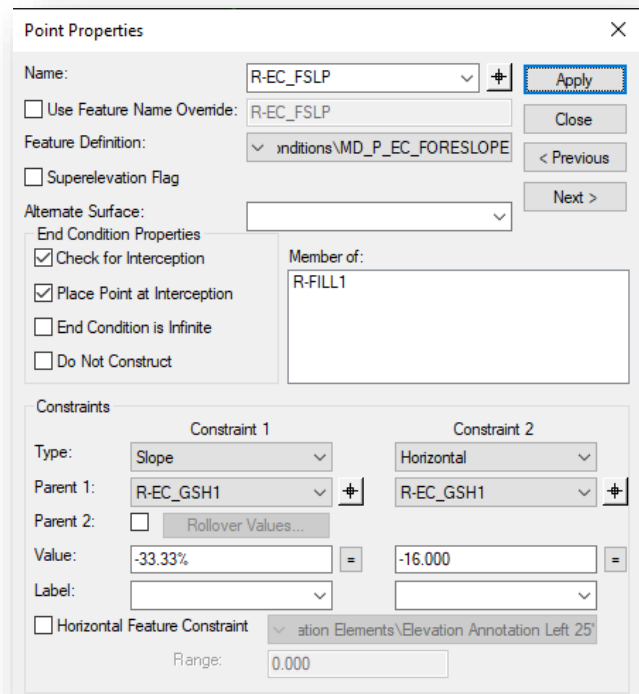 Point Properties
Name: R-EC_FSLP Apply
Use Feature Name Override: R-EC_FSLP Close
Feature Definition: onditions\MD_P_EC_FORESLOPE < Previous
Superelevation Flag Next >
Alternate Surface:
End Condition Properties Member of:
Check for Interception R-FILL1
Place Point at Interception
End Condition is Infinite
Do Not Construct
Constraints
Constraint 1 Constraint 2
Type: Slope Horizontal
Parent 1: R-EC_GSH1 R-EC_GSH1
Parent 2: Rollover Values...
Value: -33.33% = -16.000 =
Label:
Horizontal Feature Constraint ation Elements\Elevation Annotation Left 25'
Range: 0.000